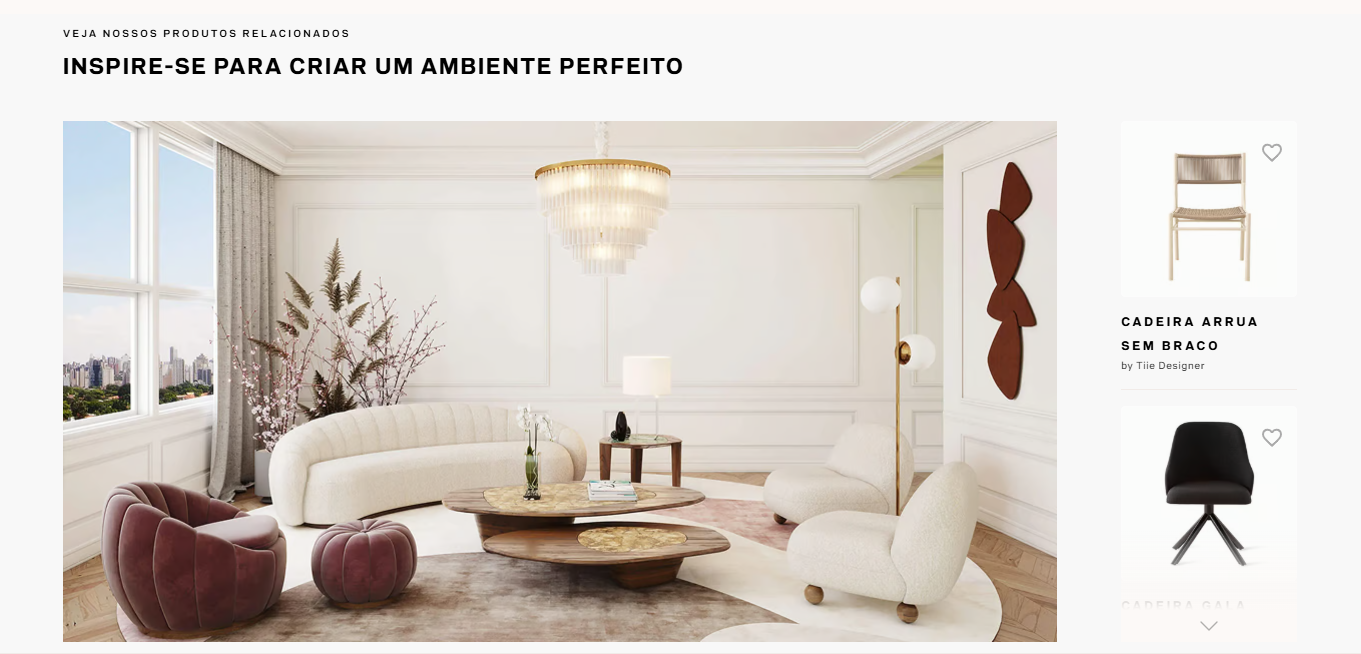 VEJA NOSSOS PRODUTOS RELACIONADOS
INSPIRE-SE PARA CRIAR UM AMBIENTE PERFEITO
CADEIRA ARRUA
SEM BRACO
by Tiie Designer
CADEIRA GALA